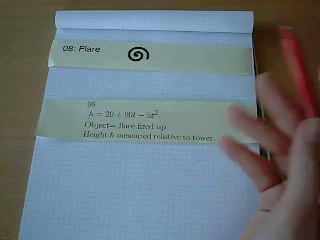 08: Flare
08
h = 20 + 90t − 5t².
Object= flare fired up
Height h measured relative to tower.